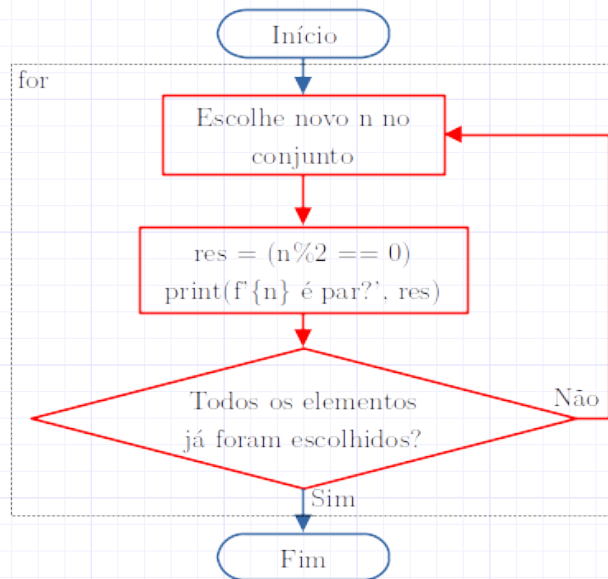 Início
for
Escolhe novo n no
conjunto
res = (n%2 == 0)
print(f'{n} é par?', res)
Todos os elementos
já foram escolhidos?
Não
Sim
Fim